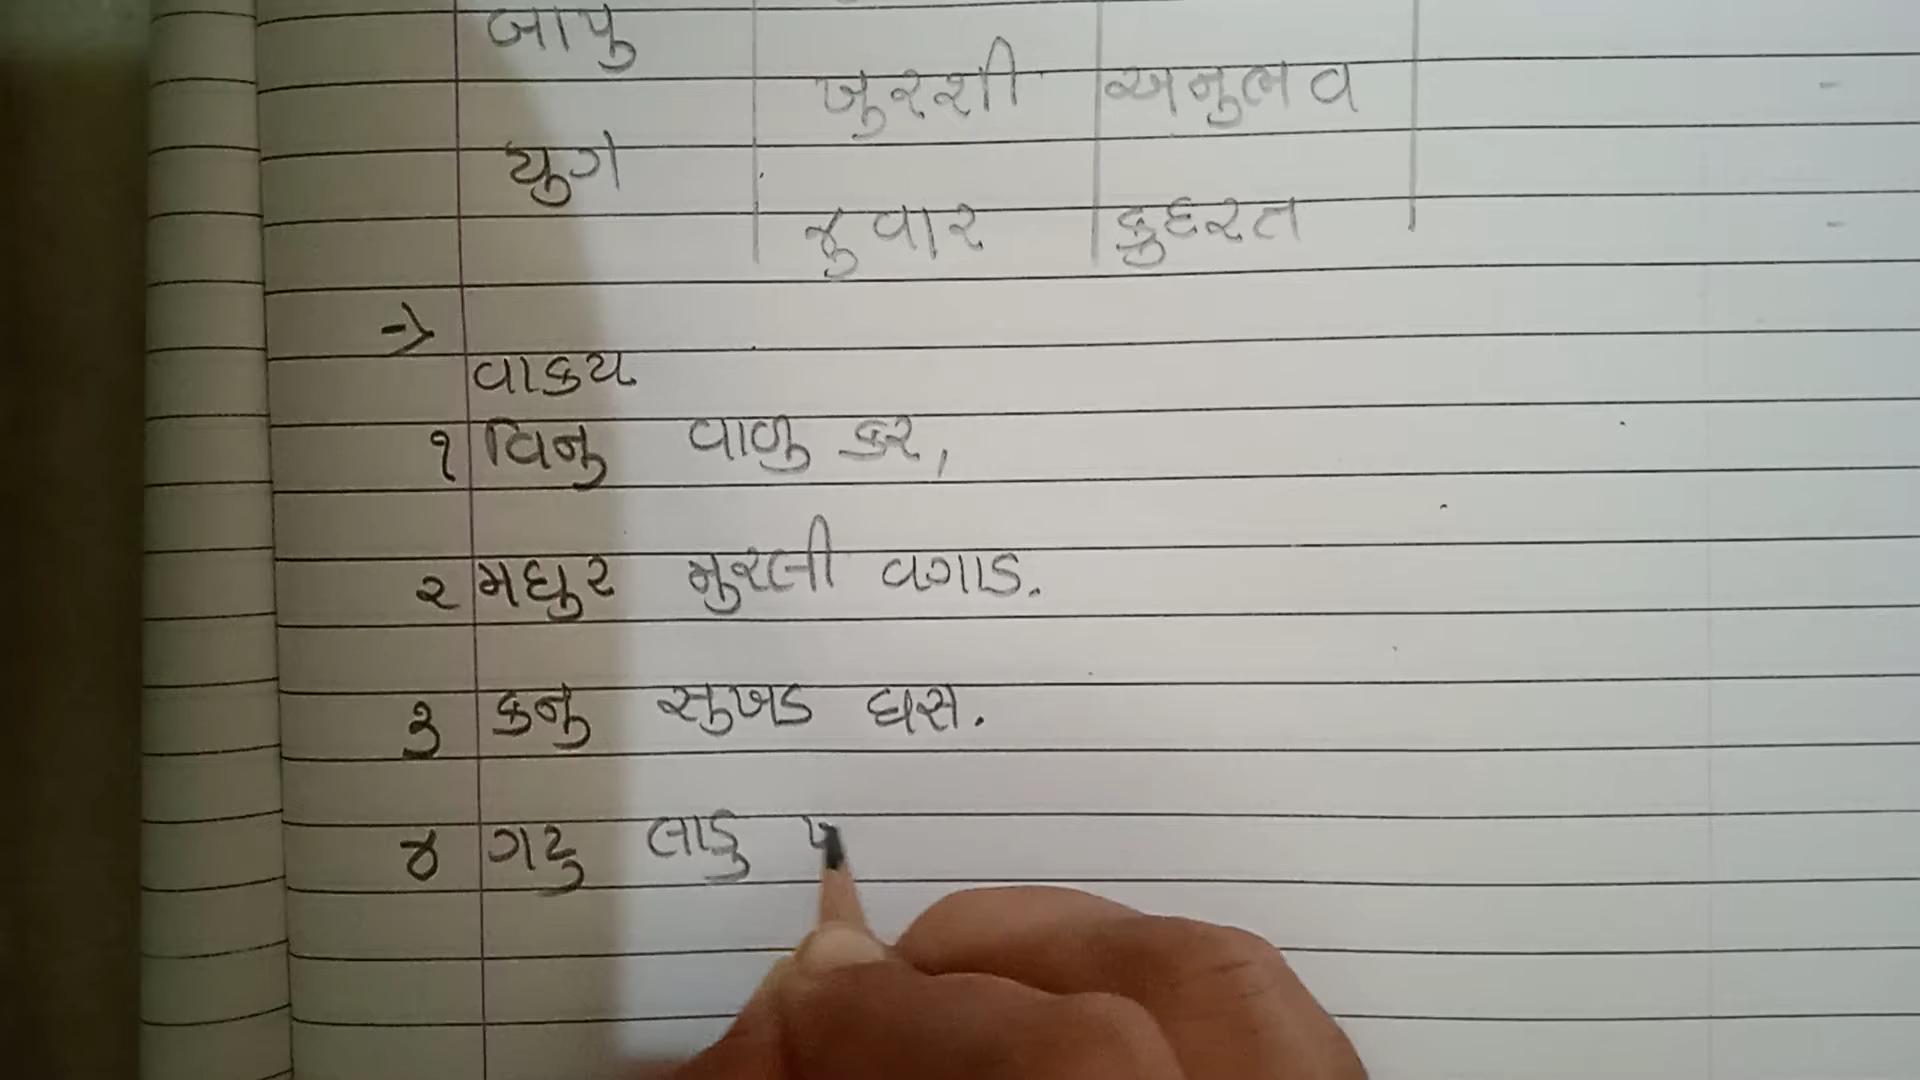 બાપુ
ખુરશી અનુભવ
યુગ
જુવાર કુદરત
→
વાક્ય
૧ વિનુ વાળુ કર,
૨ મધુર મુરલી વગાડ.
૩ કનુ સુખડ ઘસ.
૪ ગટુ લાડુ